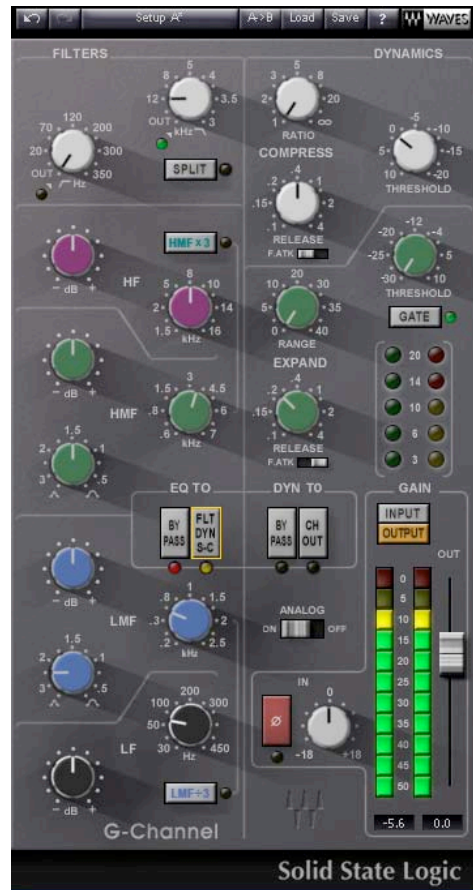 Setup A*
A->B
Load
Save
?
WAVES
FILTERS
OUT 12 8 5 4 3.5 3 kHz
OUT 20 70 120 200 300 350 Hz
SPLIT
DYNAMICS
1 2 3 5 8 20 ∞
RATIO
COMPRESS
10 5 0 -5 -10 -15 -20
THRESHOLD
.1 .15 .2 .4 1 2 4
RELEASE
F.ATK
HMF×3
- dB +
HF
1.5 2 5 8 10 14 16
kHz
-30 -25 -20 -12 -4 5 10
THRESHOLD
GATE
0 5 10 20 30 35 40
RANGE
EXPAND
- dB +
HMF
.6 .8 1.5 3 4.5 6 7
kHz
.1 .15 .2 .4 1 2 4
RELEASE
F.ATK
3 2. 1.5 1 .5
20
14
10
6
3
EQ TO
BY PASS
FLT DYN S-C
DYN TO
BY PASS
CH OUT
GAIN
INPUT
OUTPUT
OUT
- dB +
LMF
.2 .3 .8 1 1.5 2 2.5
kHz
3 2. 1.5 1 .5
ANALOG
ON OFF
0
5
10
15
20
25
30
35
40
45
50
-5.6 0.0
IN
ø
-18 0 +18
LF
30 50 100 200 300 400 450
Hz
- dB +
LMF÷3
G-Channel
Solid State Logic